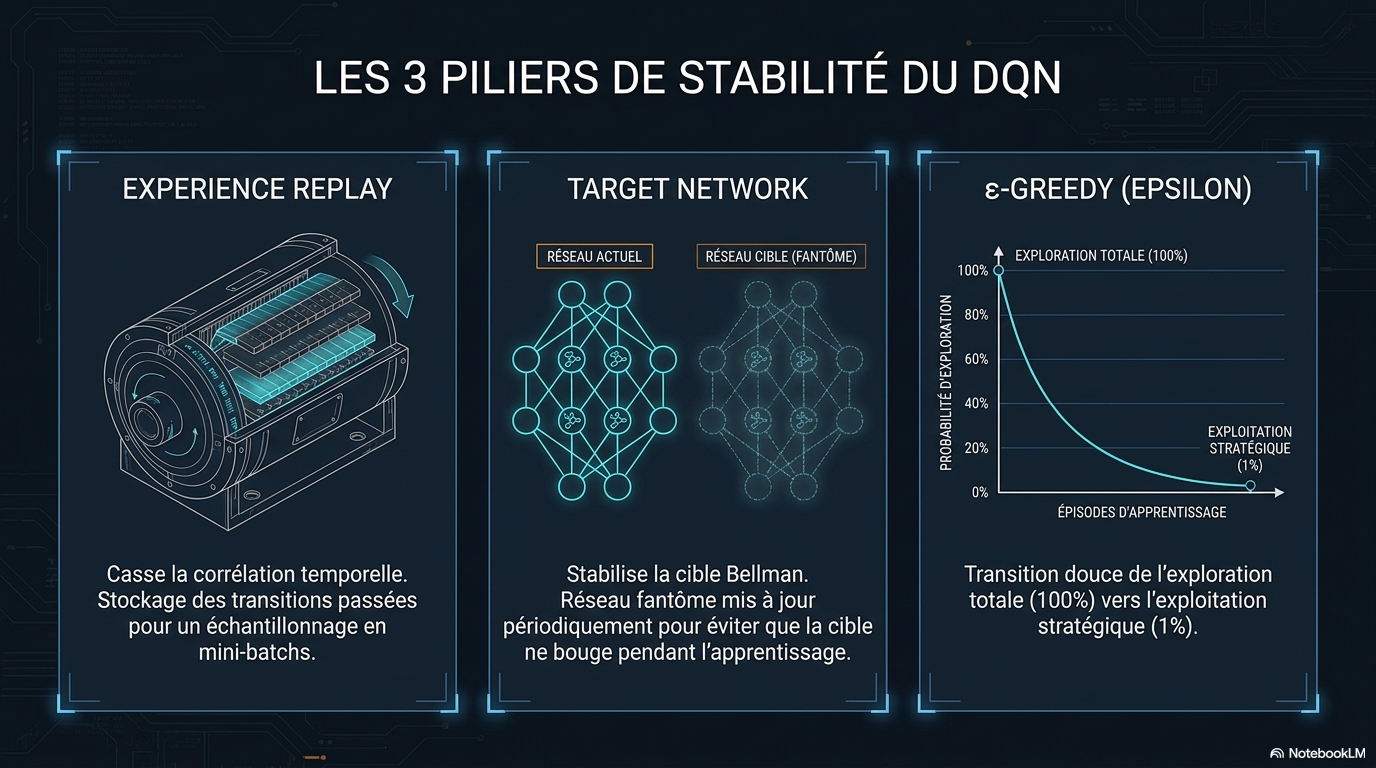 LES 3 PILIERS DE STABILITÉ DU DQN
EXPERIENCE REPLAY
Casse la corrélation temporelle.
Stockage des transitions passées
pour un échantillonnage en
mini-batchs.
TARGET NETWORK
RÉSEAU ACTUEL
RÉSEAU CIBLE (FANTÔME)
Stabilise la cible Bellman.
Réseau fantôme mis à jour
périodiquement pour éviter que la cible
ne bouge pendant l'apprentissage.
ε-GREEDY (EPSILON)
EXPLORATION TOTALE (100%)
100%
80%
60%
40%
20%
0%
PROBABILITÉ D'EXPLORATION
EXPLOITATION
STRATÉGIQUE
(1%)
ÉPISODES D'APPRENTISSAGE
Transition douce de l'exploration
totale (100%) vers l'exploitation
stratégique (1%).
NotebookLM